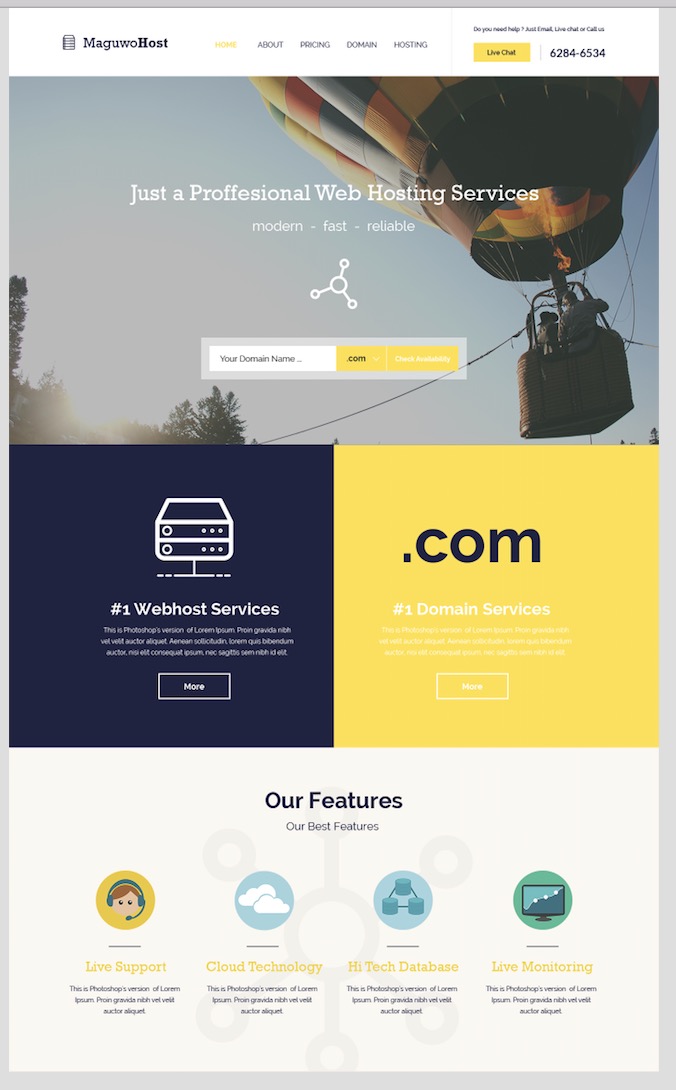 Do you need help ? Just Email, Live chat or Call us
MaguwoHost
HOME
ABOUT
PRICING
DOMAIN
HOSTING
Live Chat
6284-6534
Just a Proffesional Web Hosting Services
modern - fast - reliable
Your Domain Name ...
.com
Check Availability
#1 Webhost Services
This is Photoshop's version of Lorem Ipsum. Proin gravida nibh
vel velit auctor aliquet. Aenean sollicitudin, lorem quis bibendum
auctor, nisi elit consequat ipsum, nec sagittis sem nibh id elit.
More
.com
#1 Domain Services
This is Photoshop's version of Lorem Ipsum. Proin gravida nibh
vel velit auctor aliquet. Aenean sollicitudin, lorem quis bibendum
auctor, nisi elit consequat ipsum, nec sagittis sem nibh id elit.
More
Our Features
Our Best Features
Live Support
This is Photoshop's version of Lorem
Ipsum. Proin gravida nibh vel velit
auctor aliquet.
Cloud Technology
This is Photoshop's version of Lorem
Ipsum. Proin gravida nibh vel velit
auctor aliquet.
Hi Tech Database
This is Photoshop's version of Lorem
Ipsum. Proin gravida nibh vel velit
auctor aliquet.
Live Monitoring
This is Photoshop's version of Lorem
Ipsum. Proin gravida nibh vel velit
auctor aliquet.